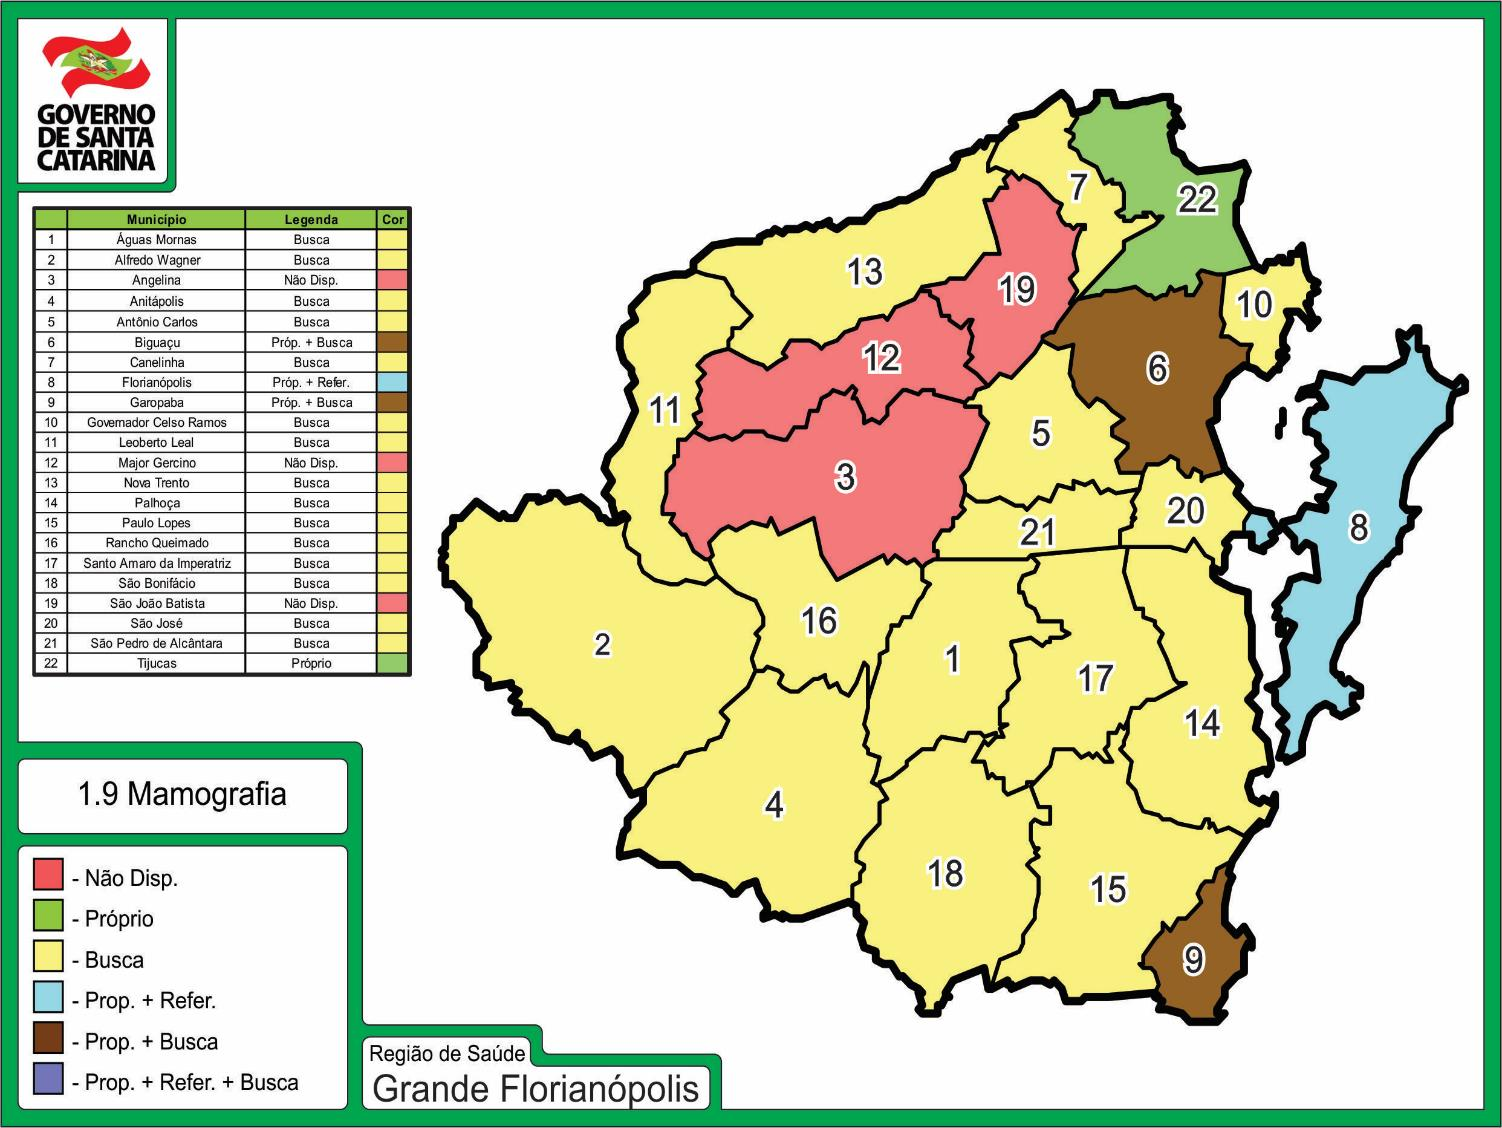 GOVERNO
DE SANTA
CATARINA
Município Legenda Cor
1 Águas Mornas Busca
2 Alfredo Wagner Busca
3 Angelina Não Disp.
4 Anitápolis Busca
5 Antônio Carlos Busca
6 Biguaçu Próp. + Busca
7 Canelinha Busca
8 Florianópolis Próp. + Refer.
9 Garopaba Próp. + Busca
10 Governador Celso Ramos Busca
11 Leoberto Leal Busca
12 Major Gercino Não Disp.
13 Nova Trento Busca
14 Palhoça Busca
15 Paulo Lopes Busca
16 Rancho Queimado Busca
17 Santo Amaro da Imperatriz Busca
18 São Bonifácio Busca
19 São João Batista Não Disp.
20 São José Busca
21 São Pedro de Alcântara Busca
22 Tijucas Próprio
7
22
13
19
10
12
6
11
5
3
20
21
8
16
2
1
17
14
4
18
15
9
1.9 Mamografia
- Não Disp.
- Próprio
- Busca
- Prop. + Refer.
- Prop. + Busca
- Prop. + Refer. + Busca
Região de Saúde
Grande Florianópolis